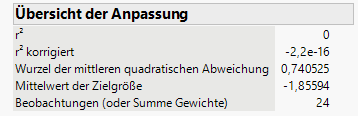 Übersicht der Anpassung
r² 0
r² korrigiert -2,2e-16
Wurzel der mittleren quadratischen Abweichung 0,740525
Mittelwert der Zielgröße -1,85594
Beobachtungen (oder Summe Gewichte) 24